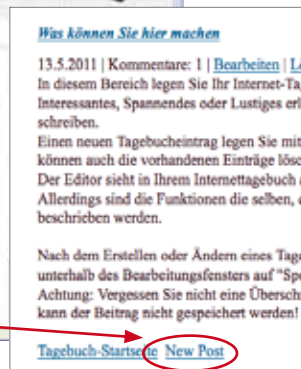 Was können Sie hier machen
13.5.2011 | Kommentare: 1 | Bearbeiten |
In diesem Bereich legen Sie Ihr Internet-Ta
Interessantes, Spannendes oder Lustiges erl
schreiben.
Einen neuen Tagebucheintrag legen Sie mit
können auch die vorhandenen Einträge lösc
Der Editor sieht in Ihrem Internettagebuch
Allerdings sind die Funktionen die selben,
beschrieben werden.
Nach dem Erstellen oder Ändern eines Tage
unterhalb des Bearbeitungsfensters auf "Spe
Achtung: Vergessen Sie nicht eine Übersch
kann der Beitrag nicht gespeichert werden!
Tagebuch-Startseite New Post